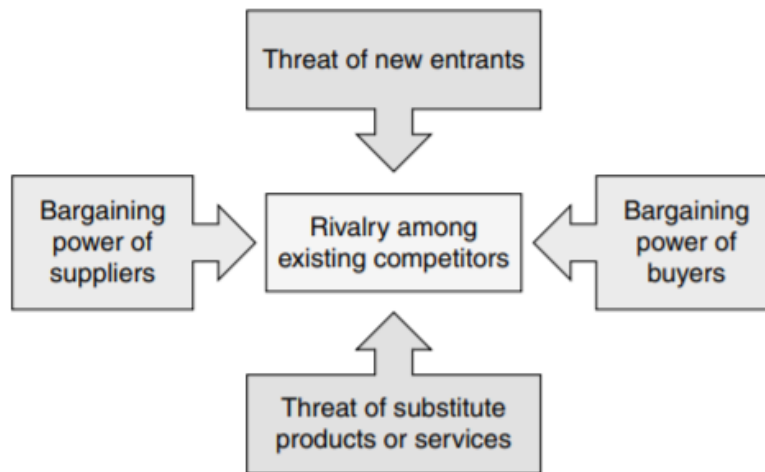 Threat of new entrants
Bargaining
power of
suppliers
Rivalry among
existing competitors
Bargaining
power of
buyers
Threat of substitute
products or services